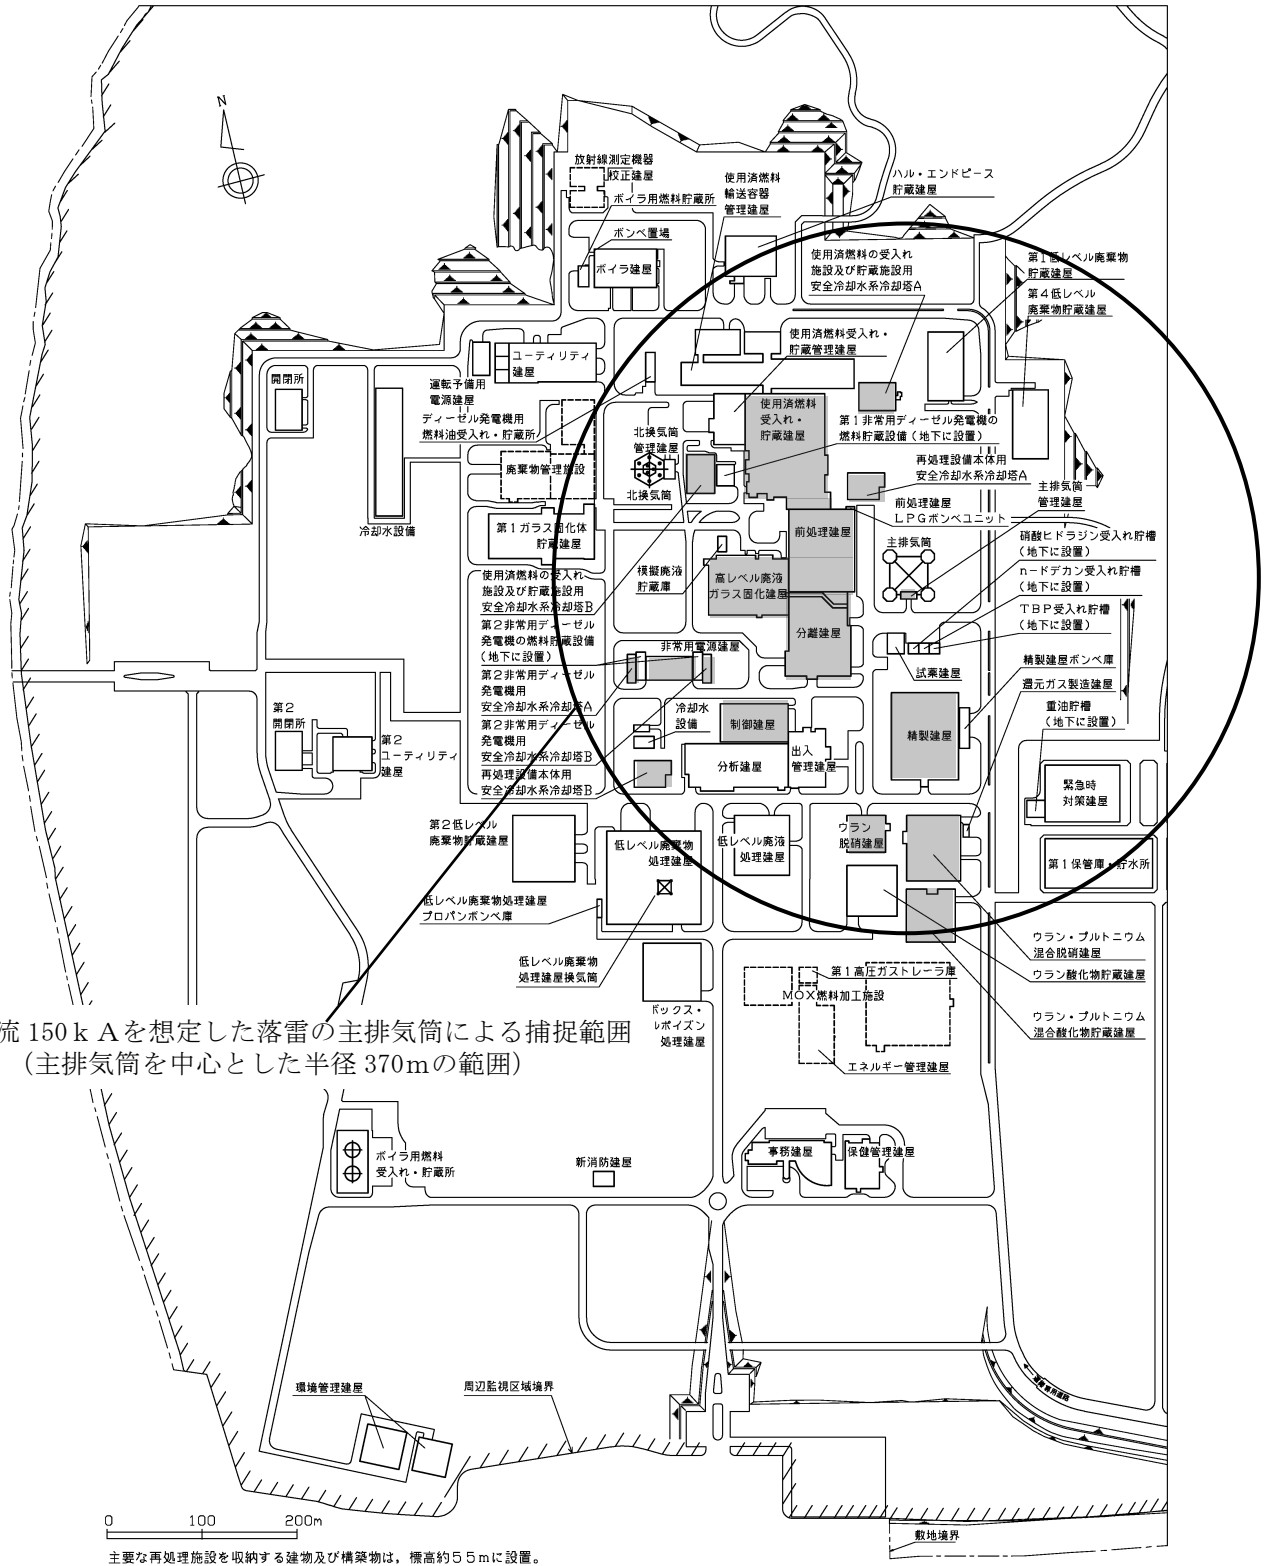 N
放射線測定機器
校正建屋
ボイラ用燃料貯蔵所
ボンベ置場
ボイラ建屋
使用済燃料
輸送容器
管理建屋
ハル・エンドピース
貯蔵建屋
使用済燃料の受入れ
施設及び貯蔵施設用
安全冷却水系冷却塔A
第1低レベル廃棄物
貯蔵建屋
第4低レベル
廃棄物貯蔵建屋
使用済燃料受入れ・
貯蔵管理建屋
ユーティリティ
建屋
運転予備用
電源建屋
開閉所
ディーゼル発電機用
燃料油受入れ・貯蔵所
使用済燃料
受入れ・
貯蔵建屋
第1非常用ディーゼル発電機の
燃料貯蔵設備(地下に設置)
北換気筒
管理建屋
北換気筒
廃棄物管理施設
再処理設備本体用
安全冷却水系冷却塔A
主排気筒
管理建屋
前処理建屋
LPGボンベユニット
冷却水設備
第1ガラス固化体
貯蔵建屋
前処理建屋
主排気筒
硝酸ヒドラジン受入れ貯槽
(地下に設置)
n-ドデカン受入れ貯槽
(地下に設置)
TBP受入れ貯槽
(地下に設置)
模擬廃液
貯蔵庫
高レベル廃液
ガラス固化建屋
使用済燃料の受入れ
施設及び貯蔵施設用
安全冷却水系冷却塔B
第2非常用ディーゼル
発電機の燃料貯蔵設備
(地下に設置)
第2非常用ディーゼル
発電機用
安全冷却水系冷却塔A
第2非常用ディーゼル
発電機用
安全冷却水系冷却塔B
再処理設備本体用
安全冷却水系冷却塔B
分離建屋
非常用電源建屋
試薬建屋
精製建屋ボンベ庫
還元ガス製造建屋
重油貯槽
(地下に設置)
冷却水
設備
制御建屋
精製建屋
分析建屋
出入
管理建屋
第2
開閉所
第2
ユーティリティ
建屋
緊急時
対策建屋
第2低レベル
廃棄物貯蔵建屋
低レベル廃棄物
処理建屋
低レベル廃液
処理建屋
ウラン
脱硝建屋
第1保管庫・貯水所
低レベル廃棄物処理建屋
プロパンボンベ庫
低レベル廃棄物
処理建屋換気筒
ウラン・プルトニウム
混合脱硝建屋
ウラン酸化物貯蔵建屋
ウラン・プルトニウム
混合酸化物貯蔵建屋
第1高圧ガストレーラ庫
MOX燃料加工施設
エネルギー管理建屋
ドックス・
ルポイズン
処理建屋
流 150kAを想定した落雷の主排気筒による捕捉範囲
(主排気筒を中心とした半径 370mの範囲)
ボイラ用燃料
受入れ・貯蔵所
新消防建屋
事務建屋
保健管理建屋
環境管理建屋
周辺監視区域境界
敷地境界
0 100 200m
主要な再処理施設を収納する建物及び構築物は,標高約55mに設置。